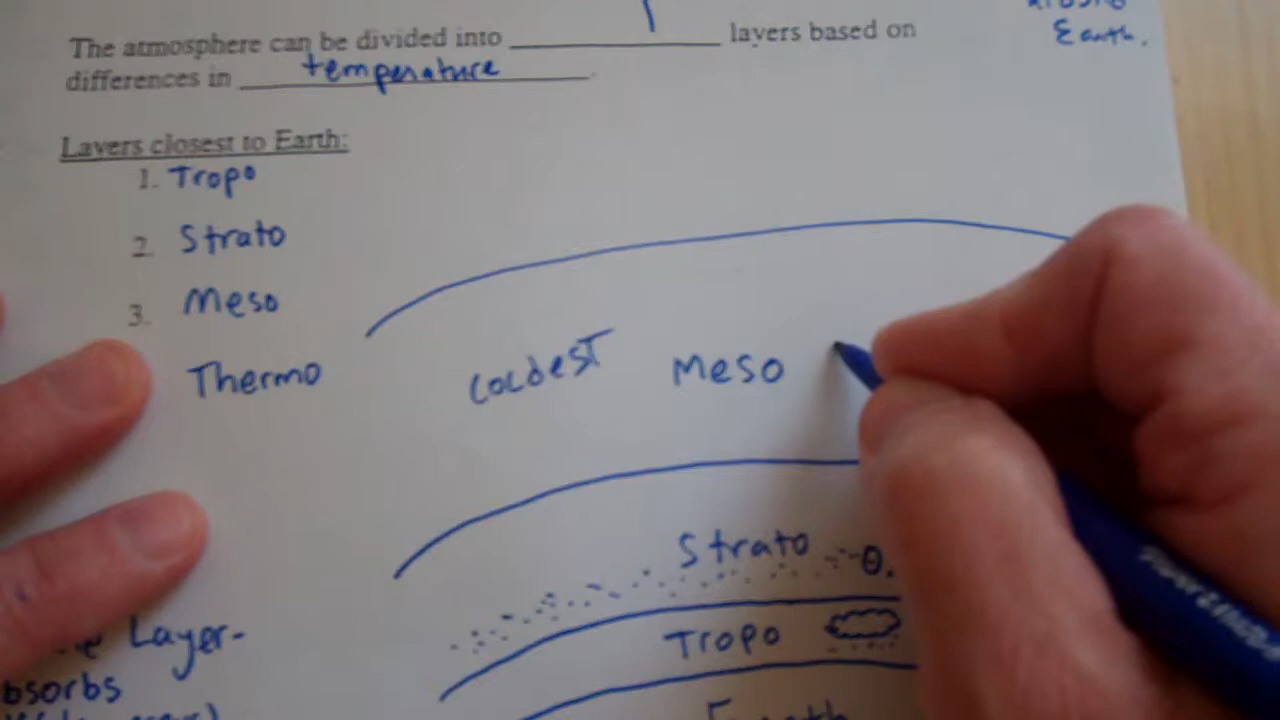 The atmosphere can be divided into ____________ layers based on
Earth.
differences in temperature
Layers closest to Earth:
1. Tropo
2. Strato
3. Meso
Thermo
Coldest Meso
Strato
Tropo
Layer-